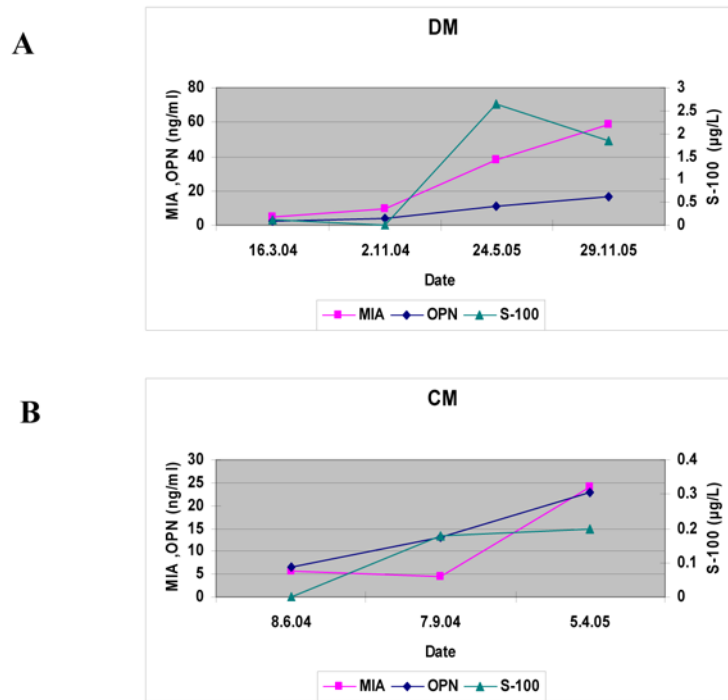 A
DM
MIA ,OPN (ng/ml)
80
60
40
20
0
3
2.5
2
1.5
1
0.5
0
S-100 (µg/L)
16.3.04 2.11.04 24.5.05 29.11.05
Date
MIA OPN S-100
B
CM
MIA ,OPN (ng/ml)
30
25
20
15
10
5
0
0.4
0.3
0.2
0.1
0
S-100 (µg/L)
8.6.04 7.9.04 5.4.05
Date
MIA OPN S-100